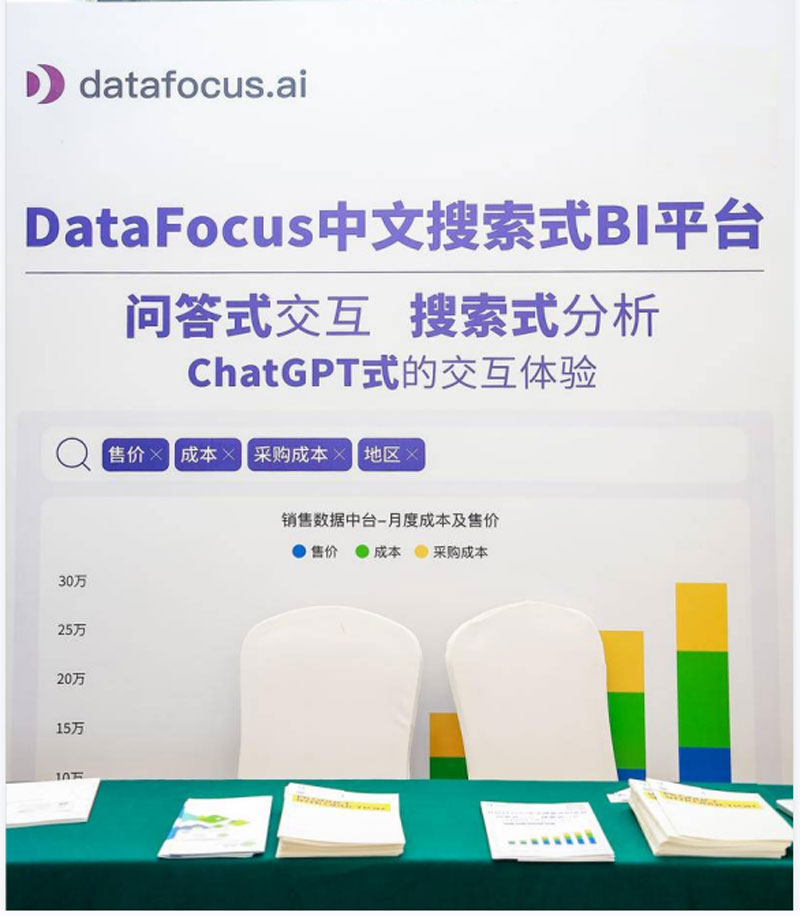 datafocus.ai
DataFocus中文搜索式BI平台
问答式交互 搜索式分析
ChatGPT式的交互体验
售价× 成本× 采购成本× 地区×
销售数据中台-月度成本及售价
售价 成本 采购成本
30万
25万
20万
15万
10万